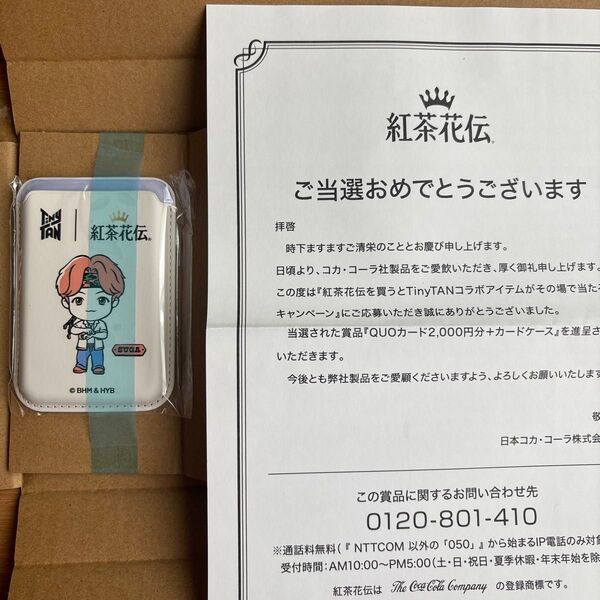 TinyTAN
紅茶花伝®
SUGA
© BHM & HYB
紅茶花伝®
ご当選おめでとうございます
拝啓
時下ますますご清栄のこととお慶び申し上げます。
日頃より、コカ・コーラ社製品をご愛飲いただき、厚く御礼申し上げます。
この度は『紅茶花伝を買うとTinyTANコラボアイテムがその場で当た
キャンペーン』にご応募いただき誠にありがとうございました。
当選された賞品『QUOカード2,000円分+カードケース』を進呈さ
いただきます。
今後とも弊社製品をご愛顧くださいますよう、よろしくお願いいたします
敬
日本コカ・コーラ株式会
この賞品に関するお問い合わせ先
0120-801-410
※通話料無料(『 NTTCOM 以外の「050」』から始まるIP電話のみ対象
受付時間:AM10:00〜PM5:00(土・日・祝日・夏季休暇・年末年始を除
紅茶花伝は The Coca-Cola Company の登録商標です。